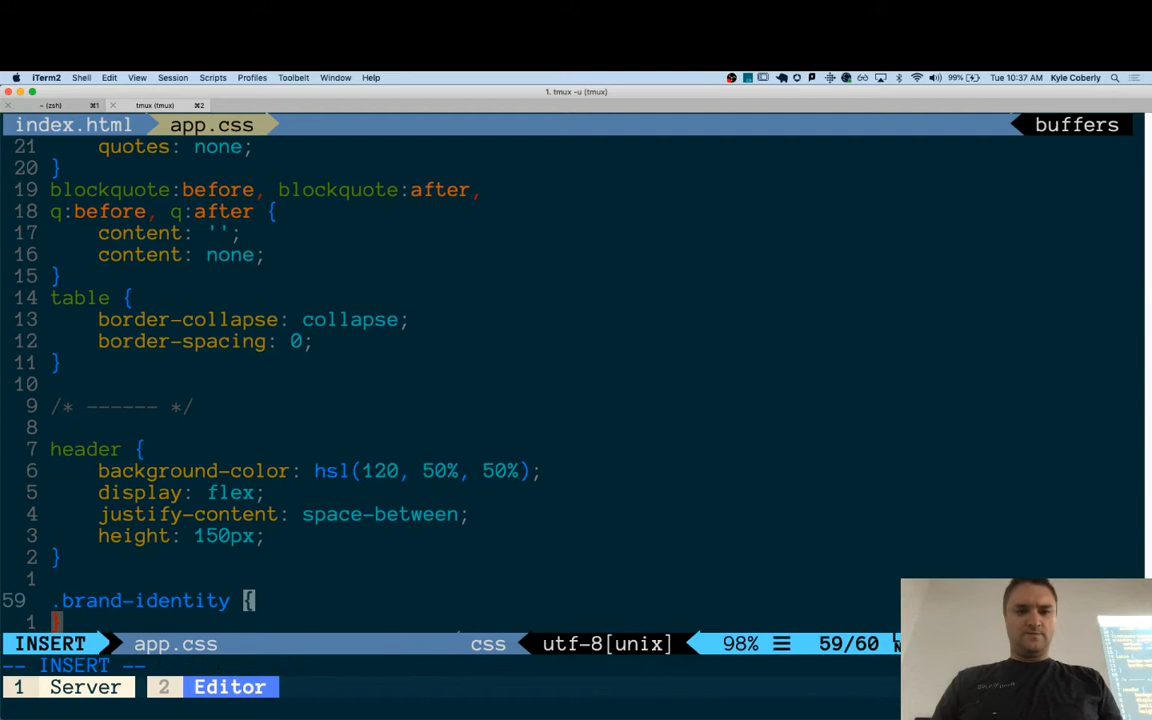 iTerm2 Shell Edit View Session Scripts Profiles Toolbelt Window Help 99% Tue 10:37 AM Kyle Coberly
1. tmux -u (tmux)
~ (zsh) ⌘1 tmux (tmux) ⌘2
index.html app.css buffers
21 quotes: none;
20 }
19 blockquote:before, blockquote:after,
18 q:before, q:after {
17 content: '';
16 content: none;
15 }
14 table {
13 border-collapse: collapse;
12 border-spacing: 0;
11 }
10
9 /* ------ */
8
7 header {
6 background-color: hsl(120, 50%, 50%);
5 display: flex;
4 justify-content: space-between;
3 height: 150px;
2 }
1
59 .brand-identity {
1 }
INSERT app.css css utf-8[unix] 98% ☰ 59/60
-- INSERT --
1 Server 2 Editor